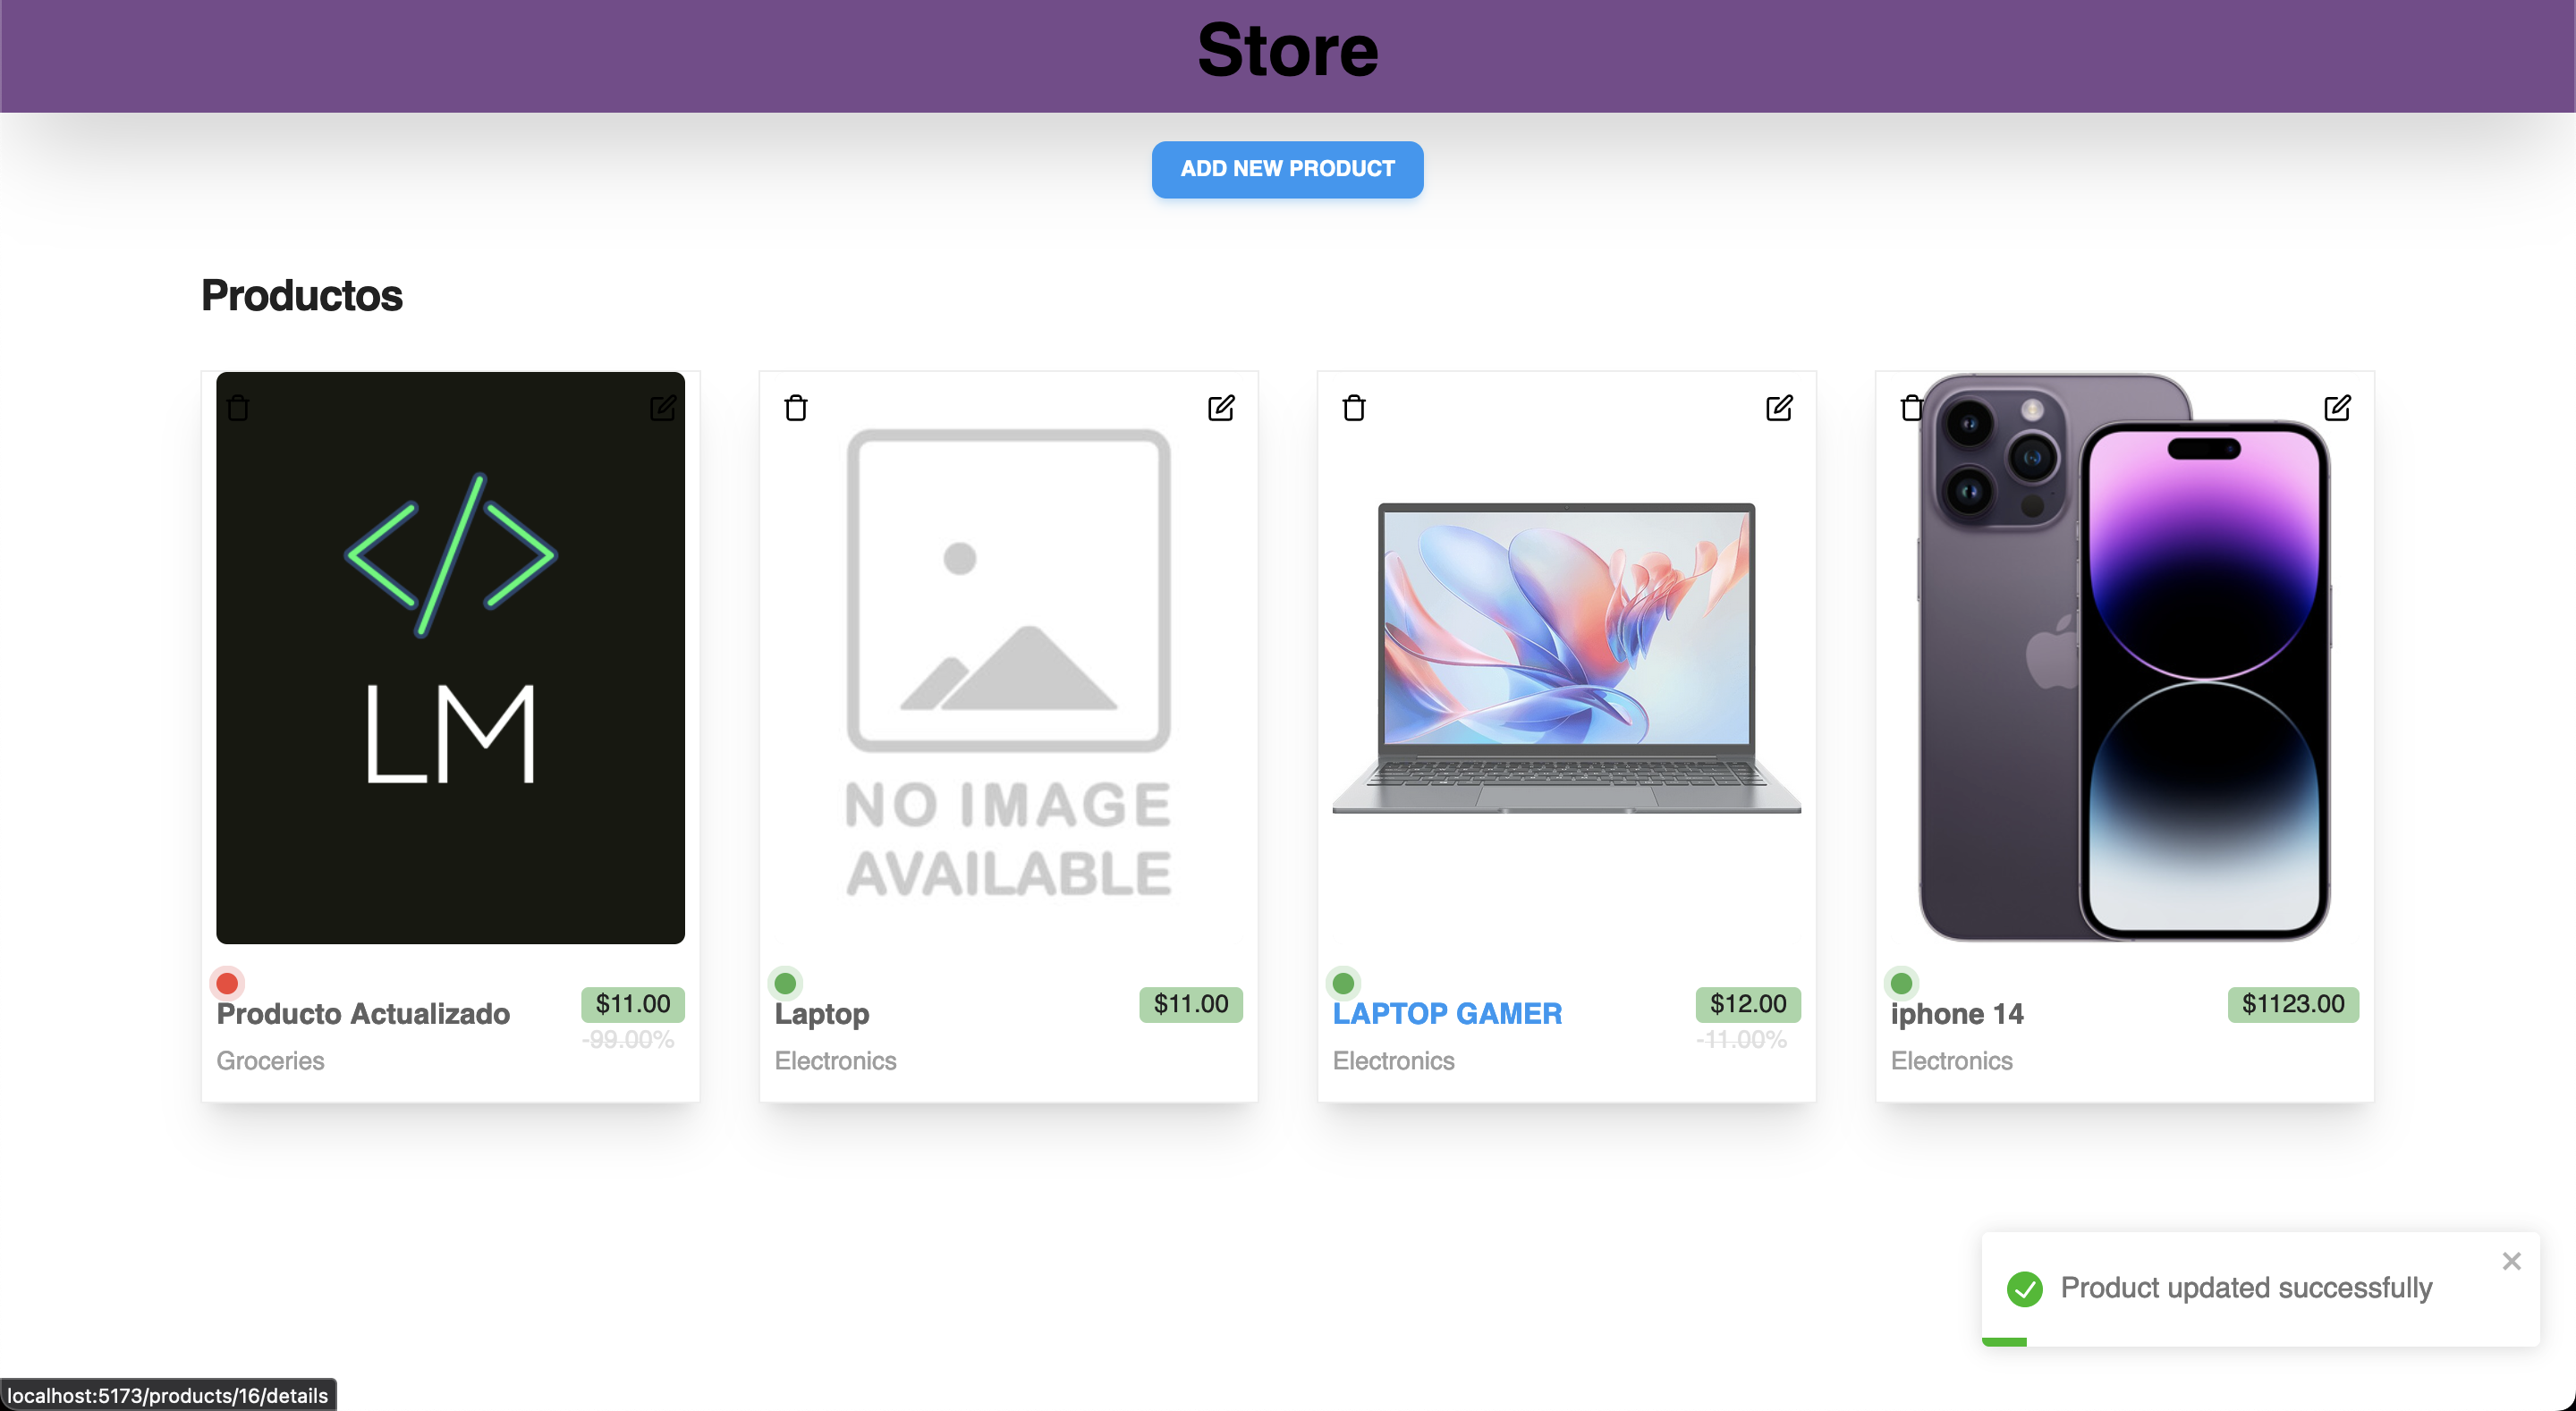 Store
ADD NEW PRODUCT
Productos
LM
NO IMAGE
AVAILABLE
Producto Actualizado
$11.00
-99.00%
Groceries
Laptop
$11.00
Electronics
LAPTOP GAMER
$12.00
-11.00%
Electronics
iphone 14
$1123.00
Electronics
Product updated successfully
localhost:5173/products/16/details